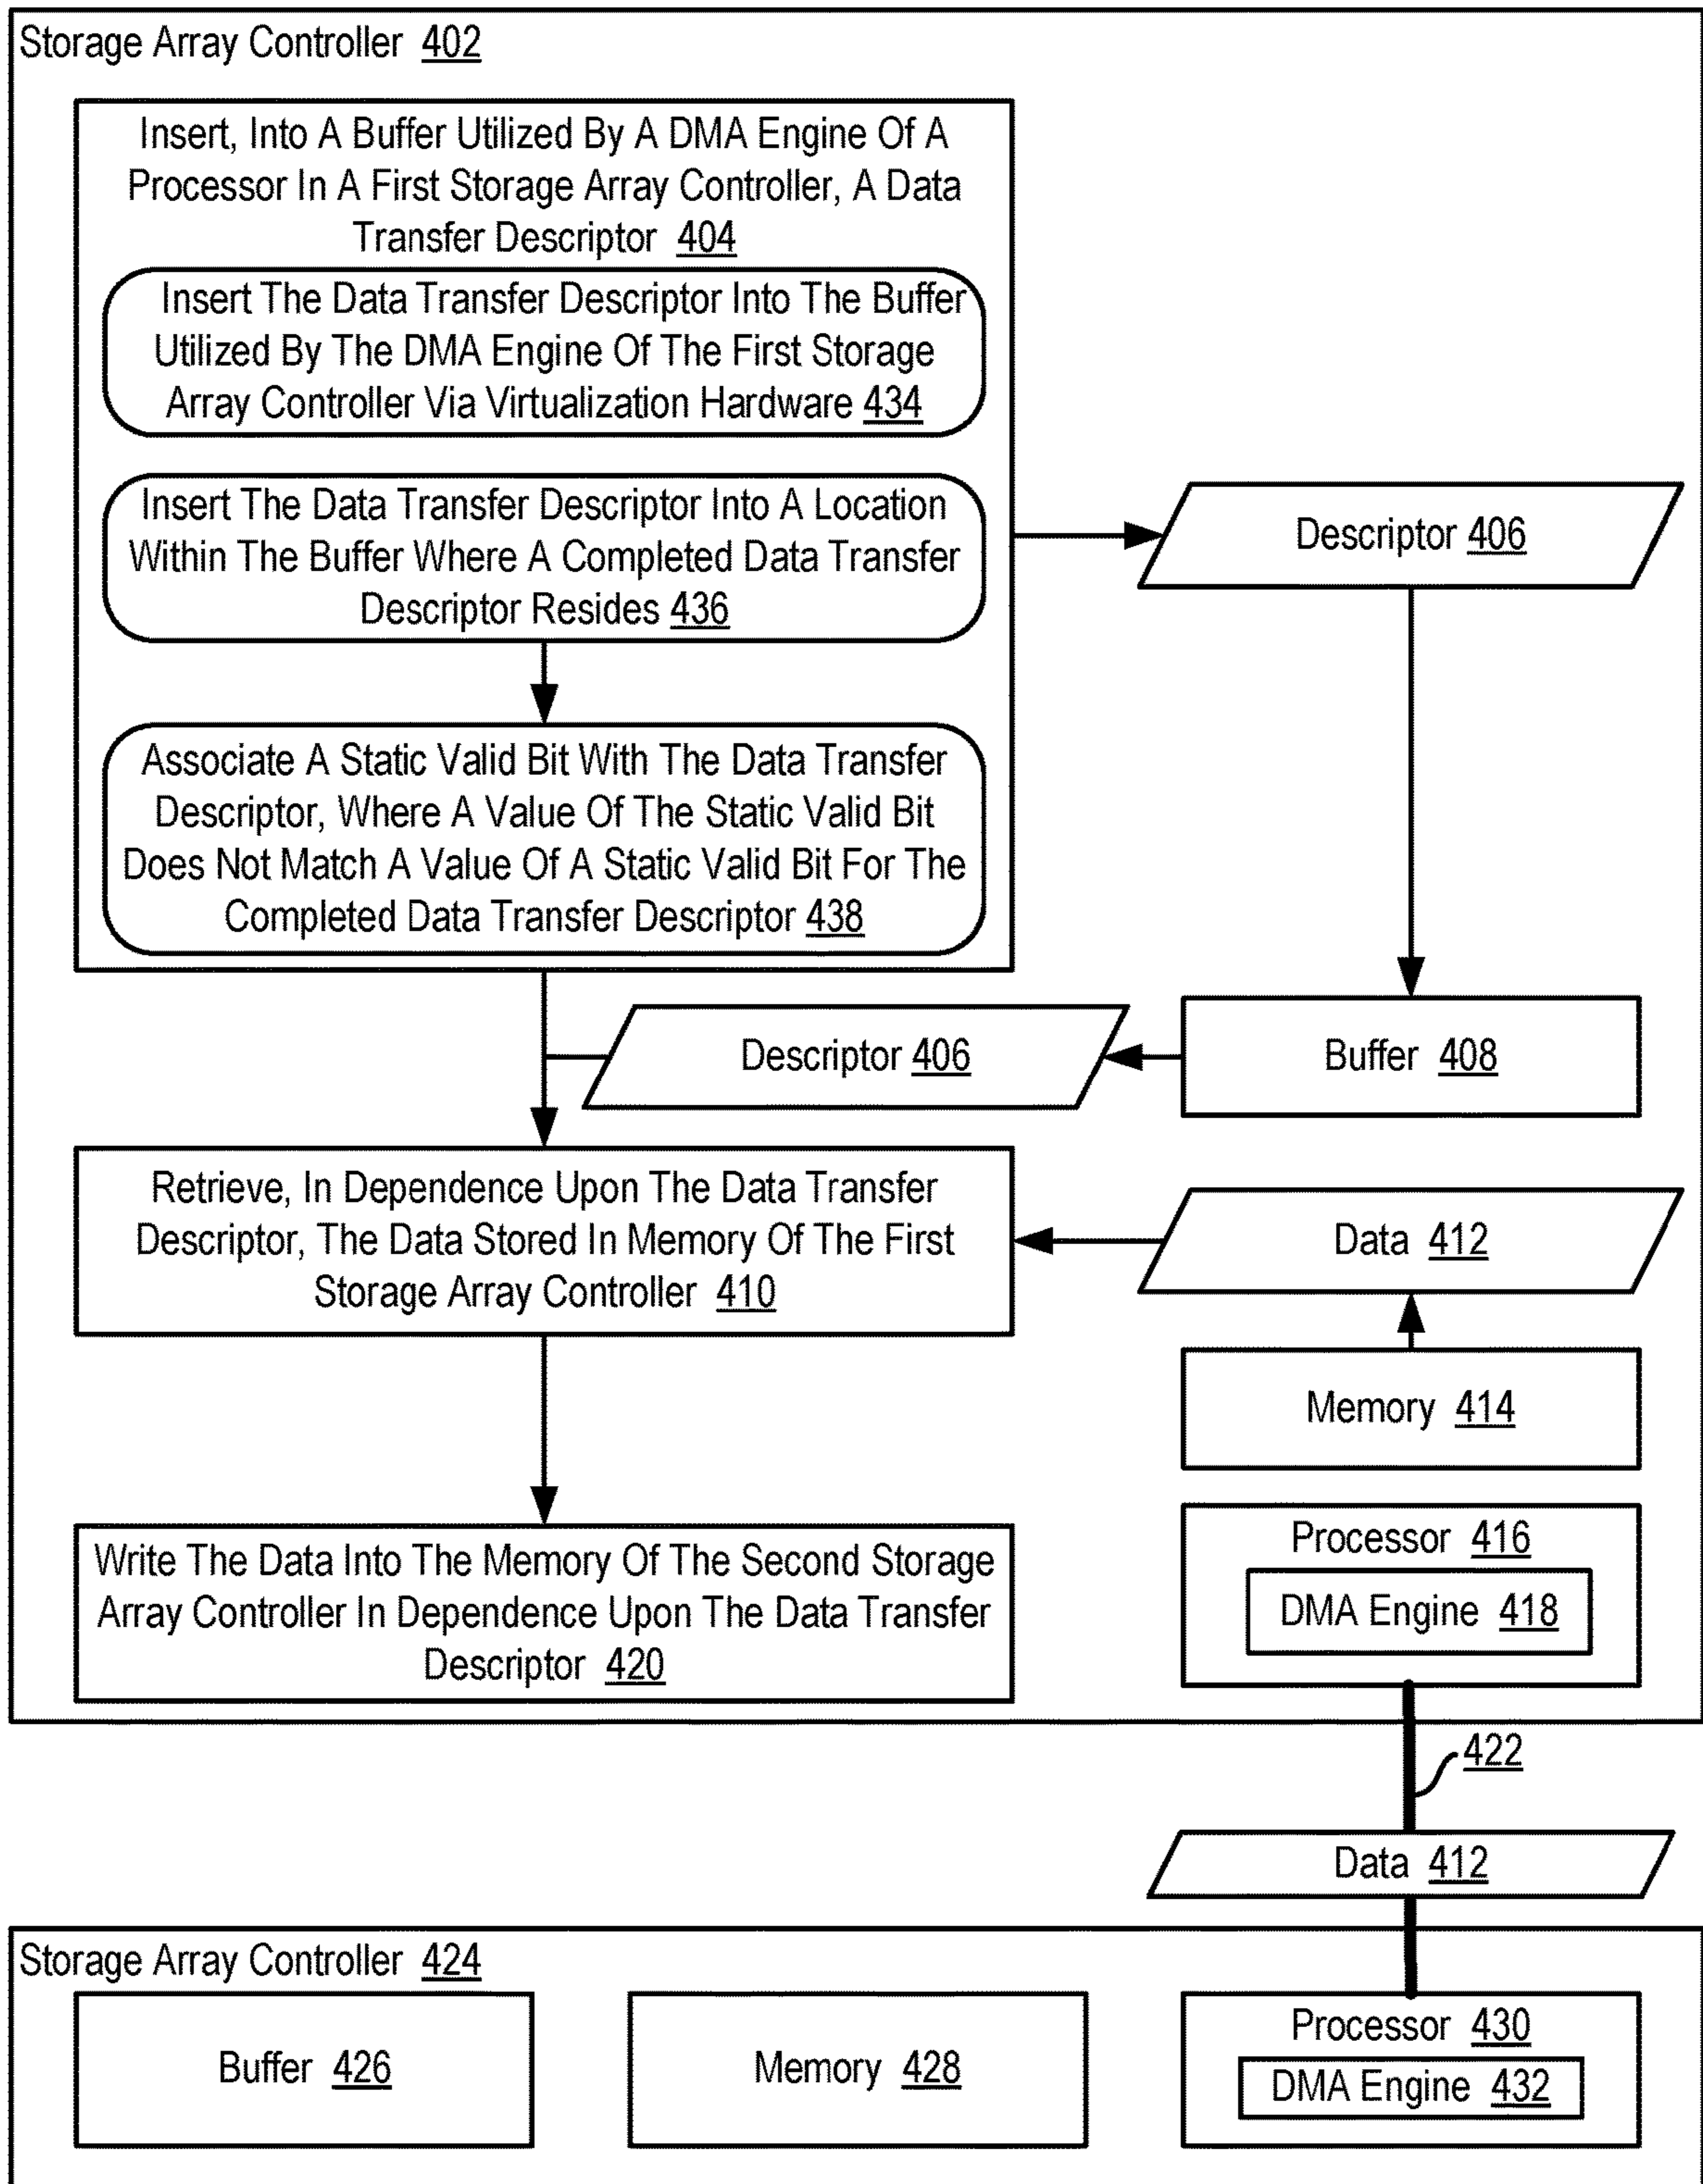 Storage Array Controller 402
Insert, Into A Buffer Utilized By A DMA Engine Of A
Processor In A First Storage Array Controller, A Data
Transfer Descriptor 404
Insert The Data Transfer Descriptor Into The Buffer
Utilized By The DMA Engine Of The First Storage
Array Controller Via Virtualization Hardware 434
Insert The Data Transfer Descriptor Into A Location
Within The Buffer Where A Completed Data Transfer
Descriptor Resides 436
Descriptor 406
Associate A Static Valid Bit With The Data Transfer
Descriptor, Where A Value Of The Static Valid Bit
Does Not Match A Value Of A Static Valid Bit For The
Completed Data Transfer Descriptor 438
Descriptor 406
Buffer 408
Retrieve, In Dependence Upon The Data Transfer
Descriptor, The Data Stored In Memory Of The First
Storage Array Controller 410
Data 412
Memory 414
Write The Data Into The Memory Of The Second Storage
Array Controller In Dependence Upon The Data Transfer
Descriptor 420
Processor 416
DMA Engine 418
422
Data 412
Storage Array Controller 424
Buffer 426
Memory 428
Processor 430
DMA Engine 432